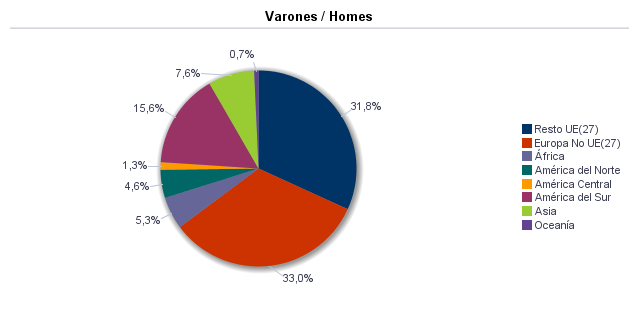 Varones / Homes
0,7%
7,6%
31,8%
15,6%
1,3%
4,6%
5,3%
33,0%
Resto UE(27)
Europa No UE(27)
África
América del Norte
América Central
América del Sur
Asia
Oceanía